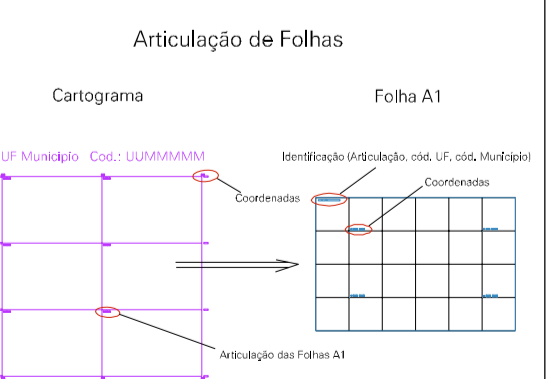 Articulação de Folhas
Cartograma
Folha A1
UF Municipio Cod.: UUMMMMM
Identificação (Articulação, cód. UF, cód. Município)
Coordenadas
Coordenadas
Articulação das Folhas A1